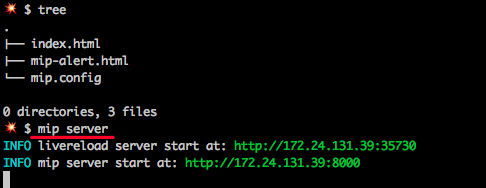 💥 $ tree
.
├── index.html
├── mip-alert.html
└── mip.config

0 directories, 3 files
💥 $ mip server
INFO livereload server start at: http://172.24.131.39:35730
INFO mip server start at: http://172.24.131.39:8000